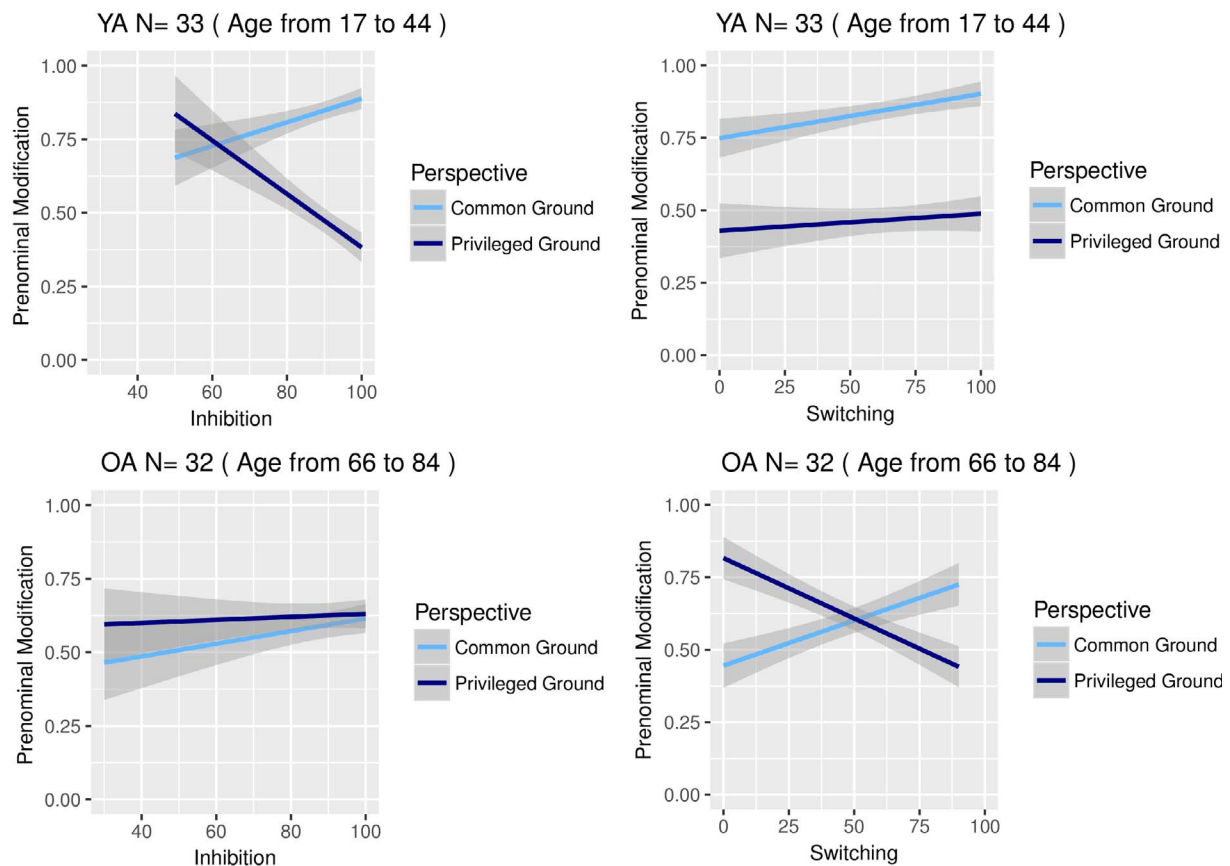 YA N= 33 ( Age from 17 to 44 )
1.00
0.75
0.50
0.25
0.00
Prenominal Modification
40 60 80 100
Inhibition
Perspective
Common Ground
Privileged Ground
YA N= 33 ( Age from 17 to 44 )
1.00
0.75
0.50
0.25
0.00
Prenominal Modification
0 25 50 75 100
Switching
Perspective
Common Ground
Privileged Ground
OA N= 32 ( Age from 66 to 84 )
1.00
0.75
0.50
0.25
0.00
Prenominal Modification
40 60 80 100
Inhibition
Perspective
Common Ground
Privileged Ground
OA N= 32 ( Age from 66 to 84 )
1.00
0.75
0.50
0.25
0.00
Prenominal Modification
0 25 50 75 100
Switching
Perspective
Common Ground
Privileged Ground